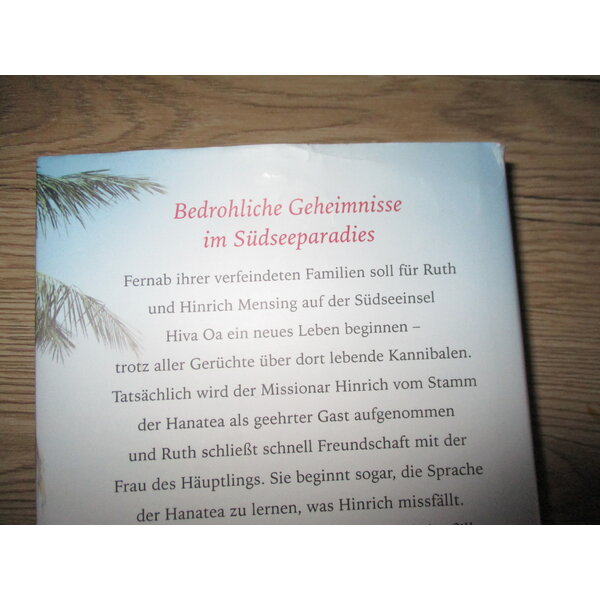 Bedrohliche Geheimnisse
im Südseeparadies
Fernab ihrer verfeindeten Familien soll für Ruth
und Hinrich Mensing auf der Südseeinsel
Hiva Oa ein neues Leben beginnen –
trotz aller Gerüchte über dort lebende Kannibalen.
Tatsächlich wird der Missionar Hinrich vom Stamm
der Hanatea als geehrter Gast aufgenommen
und Ruth schließt schnell Freundschaft mit der
Frau des Häuptlings. Sie beginnt sogar, die Sprache
der Hanatea zu lernen, was Hinrich missfällt.